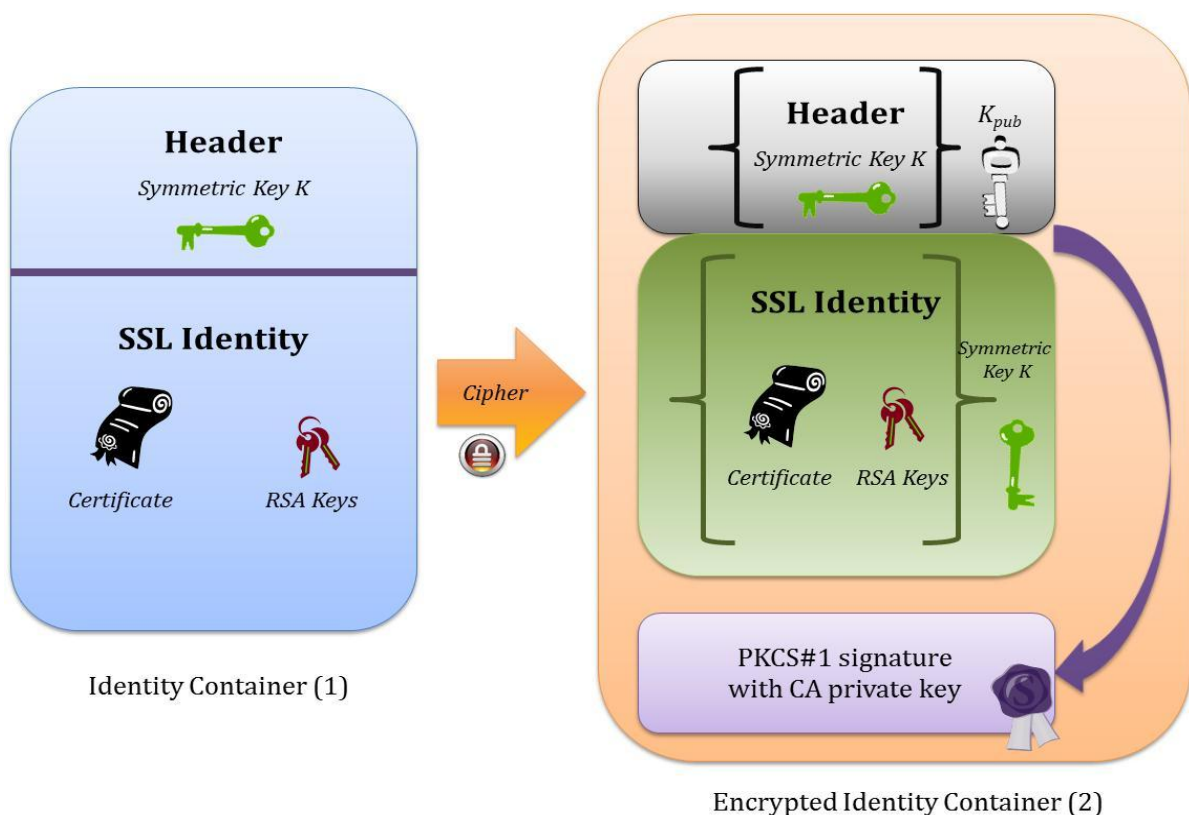 Header
Symmetric Key K
SSL Identity
Certificate
RSA Keys
Identity Container (1)
Cipher
Header
Symmetric Key K
K_pub
SSL Identity
Symmetric
Key K
Certificate
RSA Keys
PKCS#1 signature
with CA private key
S
Encrypted Identity Container (2)